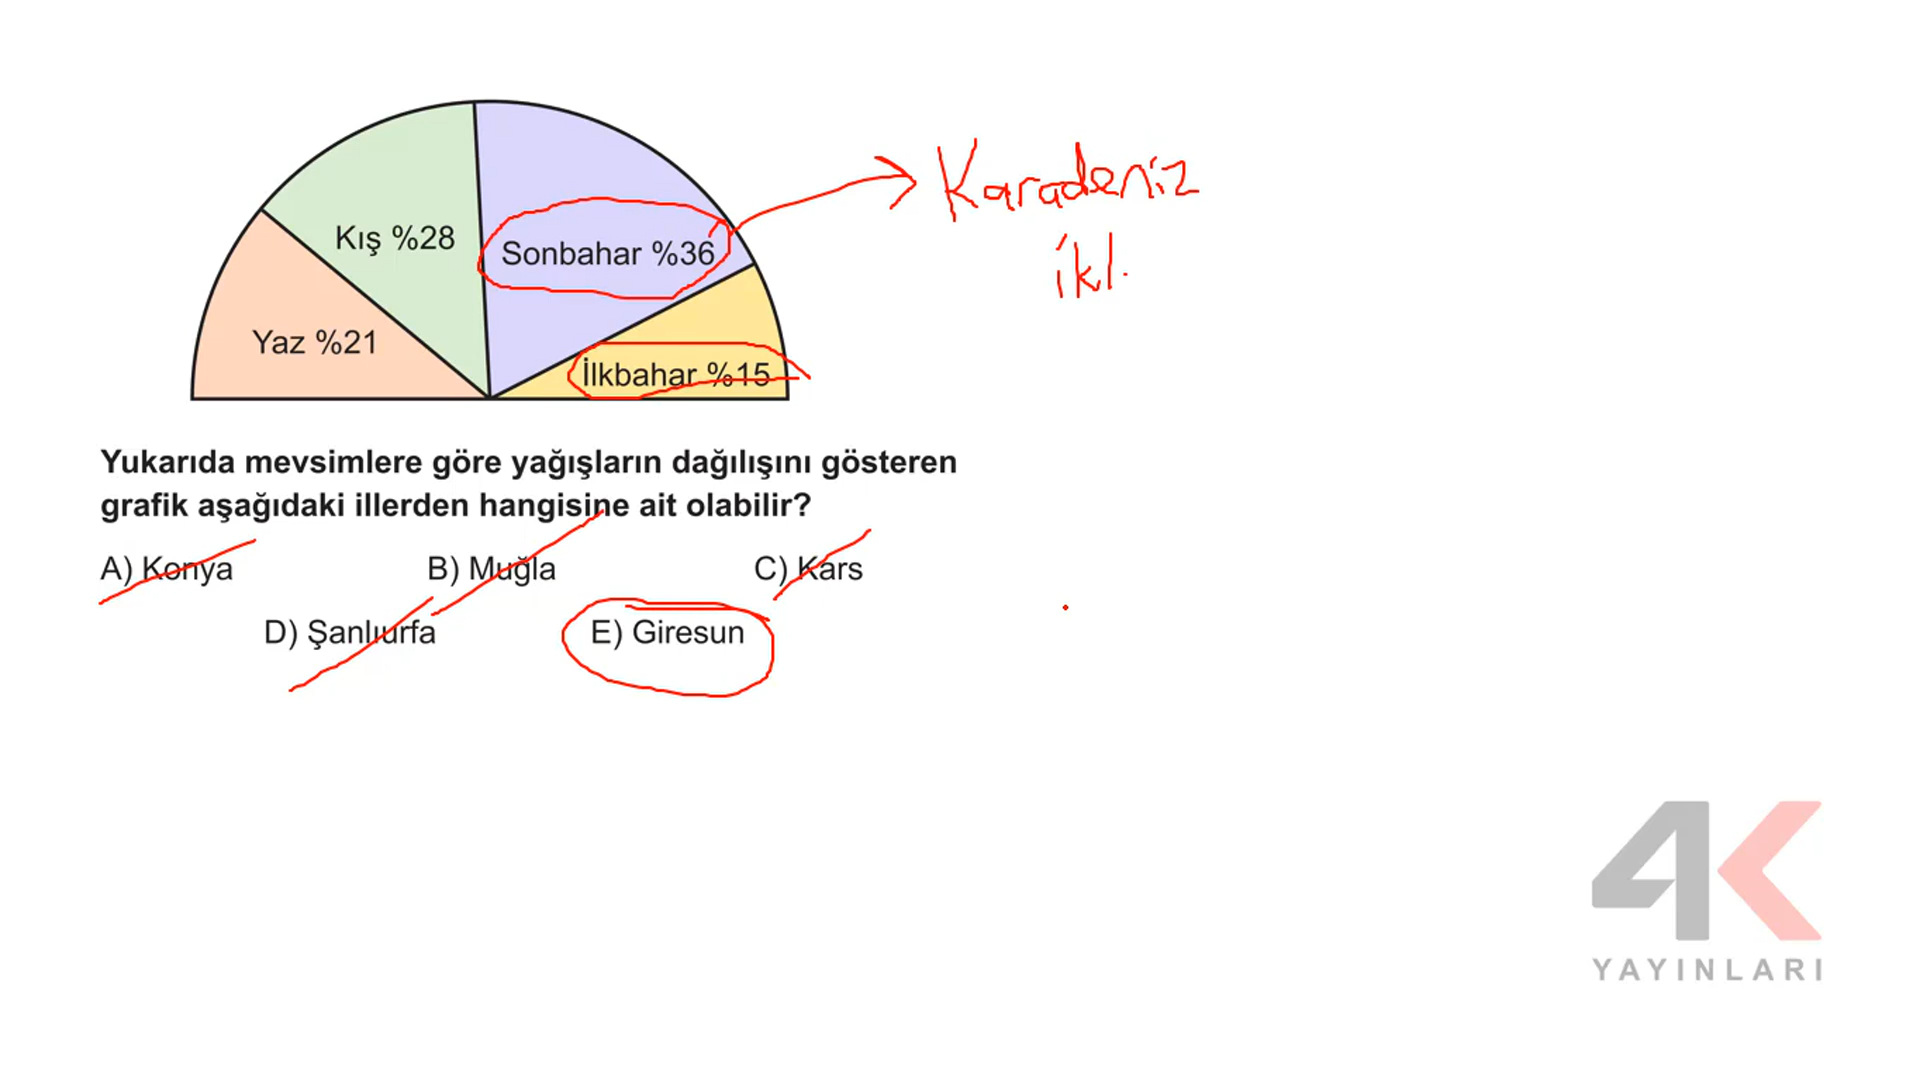 Karadeniz
ikl.
Kış %28
Sonbahar %36
Yaz %21
İlkbahar %15
Yukarıda mevsimlere göre yağışların dağılışını gösteren
grafik aşağıdaki illerden hangisine ait olabilir?
A) Konya B) Muğla C) Kars
D) Şanlıurfa E) Giresun
4K
YAYINLARI